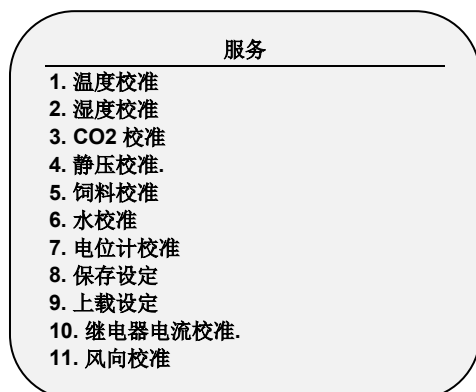 服务
1. 温度校准
2. 湿度校准
3. CO2 校准
4. 静压校准.
5. 饲料校准
6. 水校准
7. 电位计校准
8. 保存设定
9. 上载设定
10. 继电器电流校准.
11. 风向校准